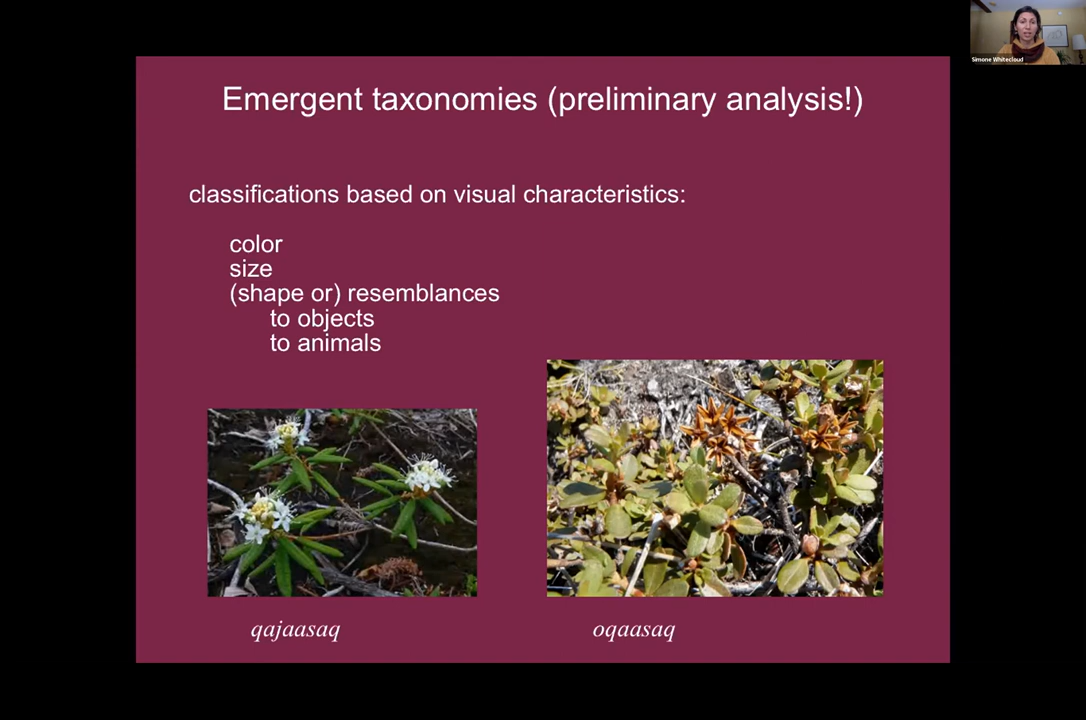 Simone Whitecloud
Emergent taxonomies (preliminary analysis!)
classifications based on visual characteristics:
color
size
(shape or) resemblances
to objects
to animals
qajaasaq
oqaasaq